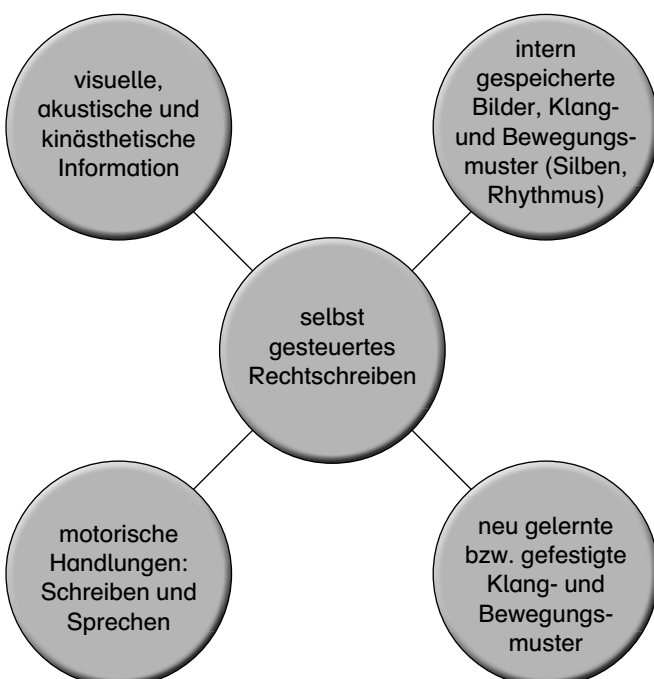 visuelle,
akustische und
kinästhetische
Information
intern
gespeicherte
Bilder, Klang-
und Bewegungs-
muster (Silben,
Rhythmus)
selbst
gesteuertes
Rechtschreiben
motorische
Handlungen:
Schreiben und
Sprechen
neu gelernte
bzw. gefestigte
Klang- und
Bewegungs-
muster